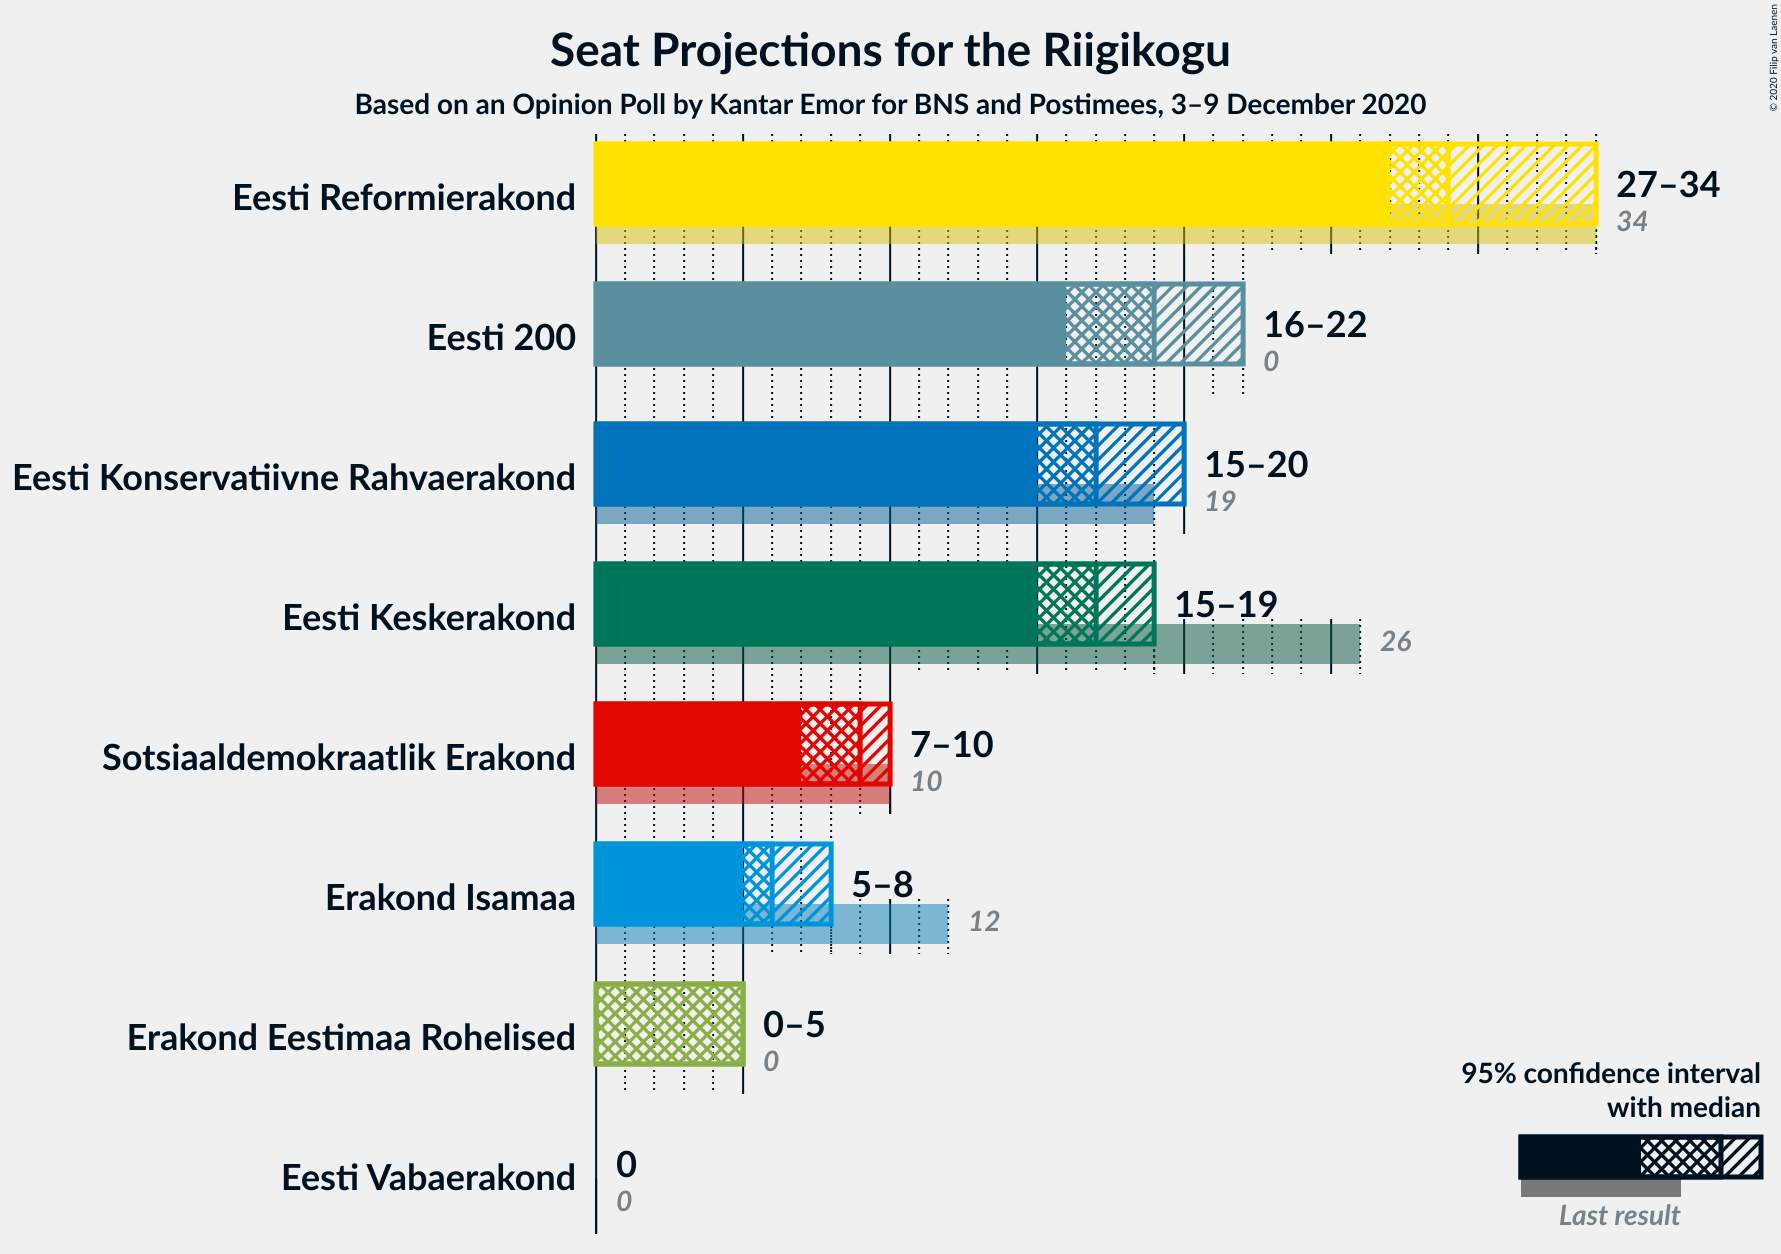 Seat Projections for the Riigikogu
Based on an Opinion Poll by Kantar Emor for BNS and Postimees, 3–9 December 2020
© 2020 Filip van Laenen
Eesti Reformierakond
27–34
34
Eesti 200
16–22
0
Eesti Konservatiivne Rahvaerakond
15–20
19
Eesti Keskerakond
15–19
26
Sotsiaaldemokraatlik Erakond
7–10
10
Erakond Isamaa
5–8
12
Erakond Eestimaa Rohelised
0–5
0
Eesti Vabaerakond
0
0
95% confidence interval
with median
Last result